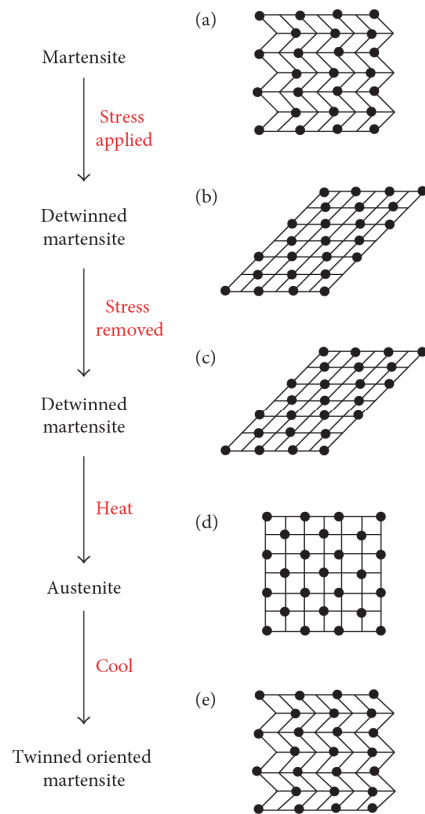 (a)
Martensite
Stress
applied
(b)
Detwinned
martensite
Stress
removed
(c)
Detwinned
martensite
Heat
(d)
Austenite
Cool
(e)
Twinned oriented
martensite